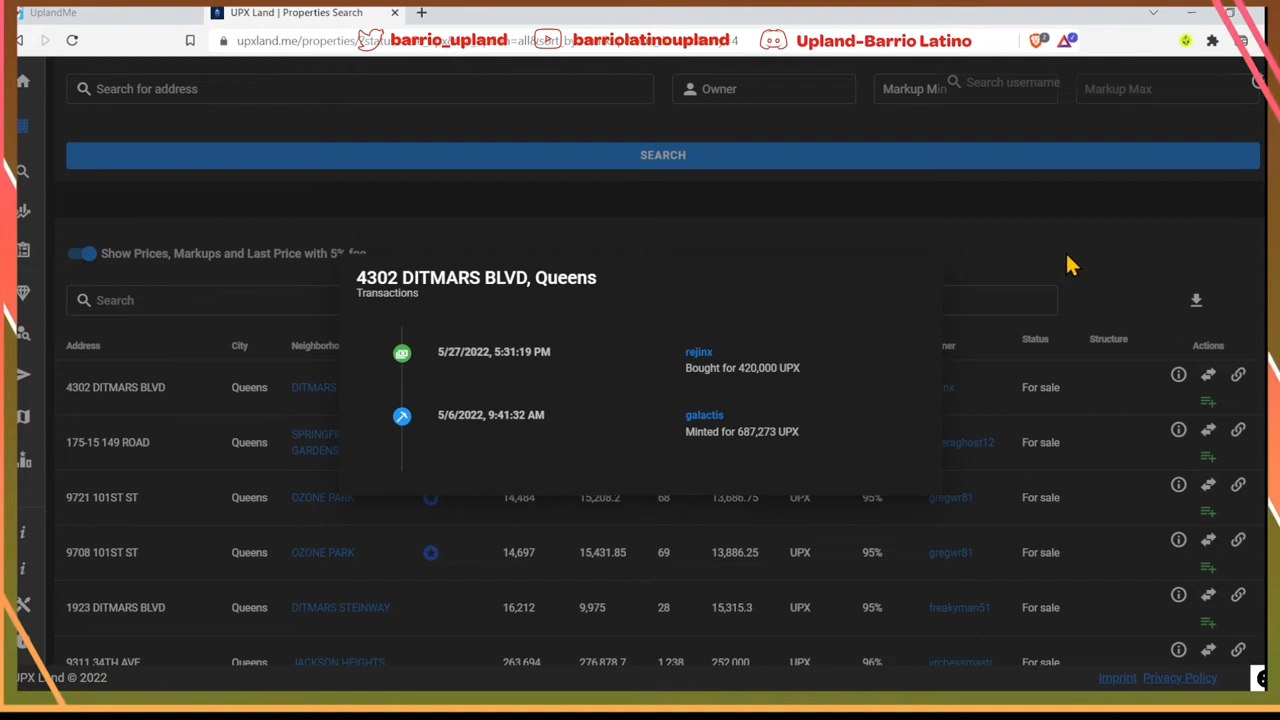 UplandMe
UPX Land | Properties Search
barrio_upland barriolatinoupland Upland-Barrio Latino
Search for address Owner Markup Min Search username Markup Max
SEARCH
Show Prices, Markups and Last Price with 5% fee
Search
4302 DITMARS BLVD, Queens
Transactions
5/27/2022, 5:31:19 PM rejinx
Bought for 420,000 UPX
5/6/2022, 9:41:32 AM galactis
Minted for 687,273 UPX
Address City Status Structure Actions
4302 DITMARS BLVD Queens DITMARS For sale
175-15 149 ROAD Queens For sale
GARDENS
9721 101ST ST Queens OZONE PARK 14,484 15,208.2 68 13,686.75 UPX 95% gregwr81 For sale
9708 101ST ST Queens OZONE PARK 14,697 15,431.85 69 13,886.25 UPX 95% gregwr81 For sale
1923 DITMARS BLVD Queens DITMARS STEINWAY 16,212 9,975 28 15,315.3 UPX 95% freakyman51 For sale
9311 34TH AVE Queens JACKSON HEIGHTS 263,694 276,878.7 1,238 252,000 UPX 96% For sale
UPX Land © 2022 Imprint Privacy Policy